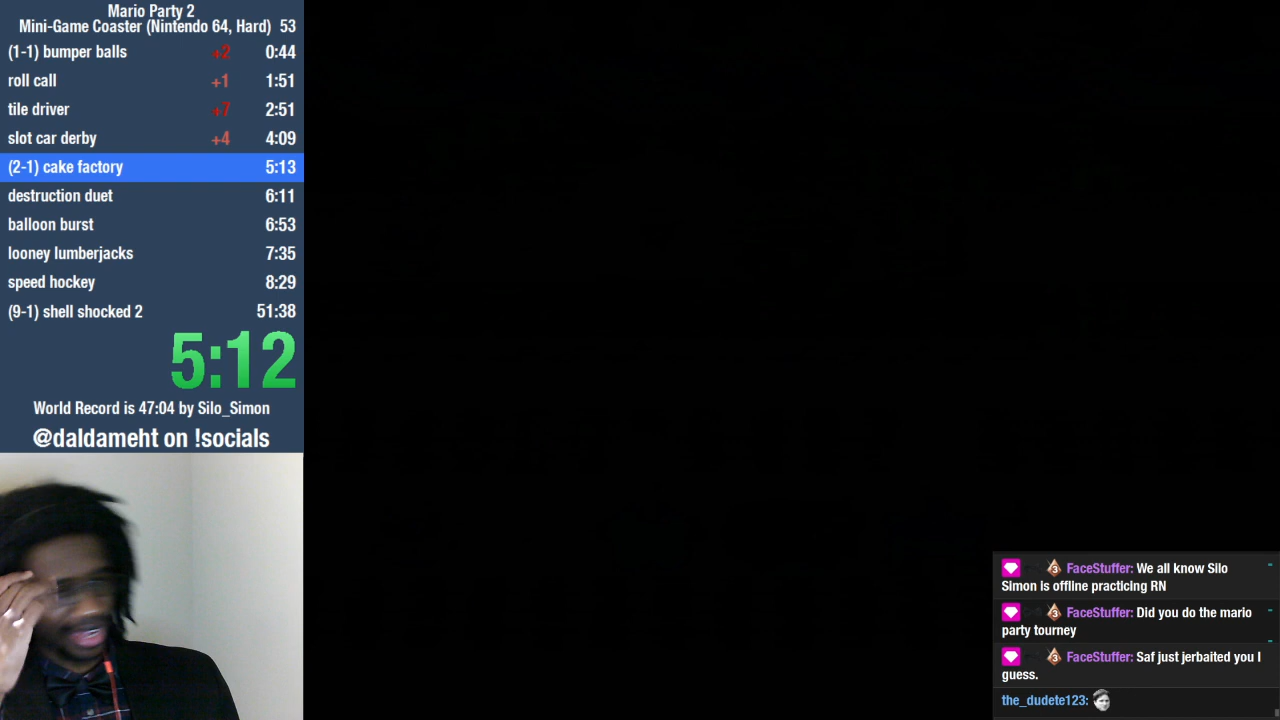 Mario Party 2
Mini-Game Coaster (Nintendo 64, Hard) 53
(1-1) bumper balls +2 0:44
roll call +1 1:51
tile driver +7 2:51
slot car derby +4 4:09
(2-1) cake factory 5:13
destruction duet 6:11
balloon burst 6:53
looney lumberjacks 7:35
speed hockey 8:29
(9-1) shell shocked 2 51:38
5:12
World Record is 47:04 by Silo_Simon
@daldameht on !socials
3 FaceStuffer: We all know Silo
Simon is offline practicing RN
3 FaceStuffer: Did you do the mario
party tourney
3 FaceStuffer: Saf just jerbaited you I
guess.
the_dudete123: